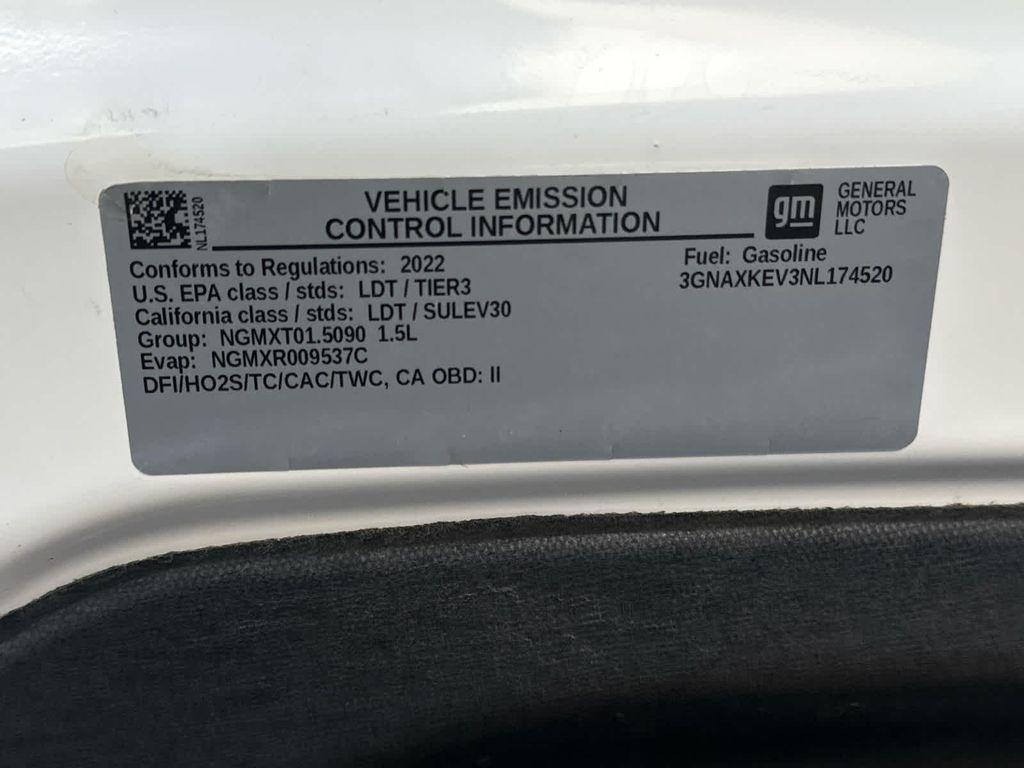 NL174520
VEHICLE EMISSION
CONTROL INFORMATION
gm
GENERAL
MOTORS
LLC
Conforms to Regulations: 2022
U.S. EPA class / stds: LDT / TIER3
California class / stds: LDT / SULEV30
Group: NGMXT01.5090 1.5L
Evap: NGMXR009537C
DFI/HO2S/TC/CAC/TWC, CA OBD: II
Fuel: Gasoline
3GNAXKEV3NL174520